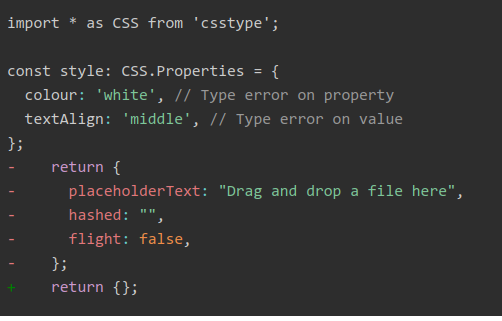 import * as CSS from 'csstype';

const style: CSS.Properties = {
  colour: 'white', // Type error on property
  textAlign: 'middle', // Type error on value
};
-    return {
-      placeholderText: "Drag and drop a file here",
-      hashed: "",
-      flight: false,
-    };
+    return {};